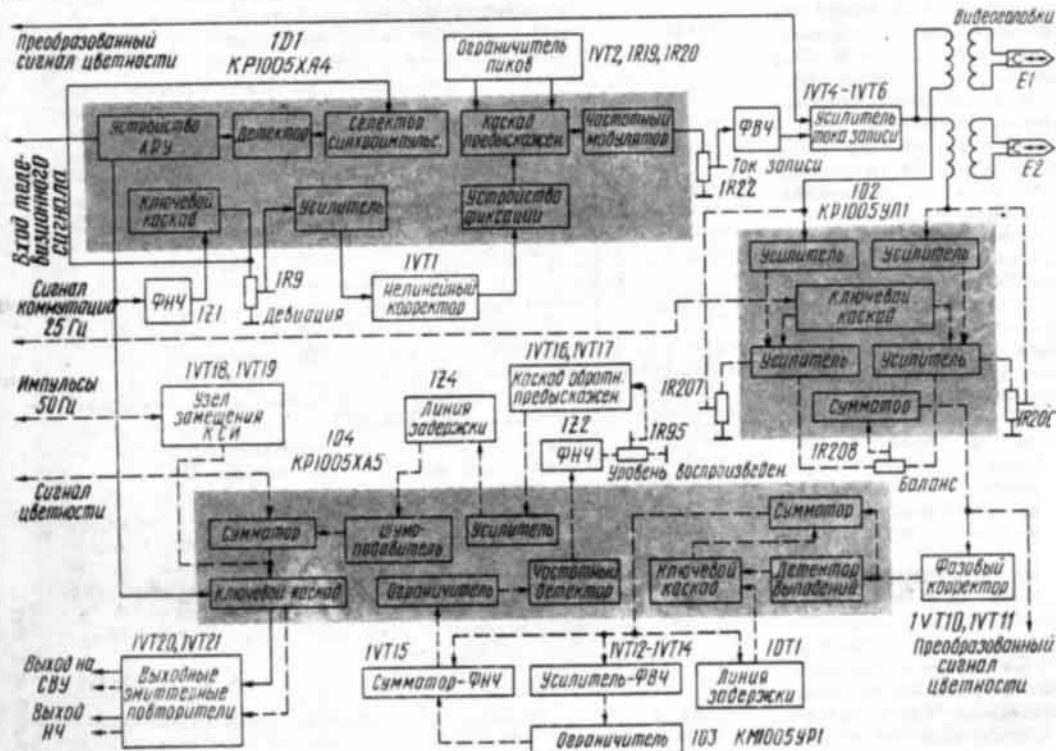 Видеоголовки
Преобразованный
сигнал цветности
1D1
КР1005ХА4
Ограничитель
пиков
1VT2, 1R19, 1R20
1VT4-1VT6
E1
Устройство
АРУ
Детектор
Селектор
синхроимпульс.
Каскад
предыскажен.
Частотный
модулятор
ФВЧ
Усилитель
тока записи
Ток записи
1R22
E2
1D2
КР1005УЛ1
Вход теле-
визионного
сигнала
Ключевой
каскад
Усилитель
Устройство
фиксации
Усилитель
Усилитель
Сигнал
коммутации
25 Гц
ФНЧ
1Z1
1R9
Девиация
1VT1
Нелинейный
корректор
Ключевой
каскад
Усилитель
Усилитель
Импульсы
50 Гц
1VT18, 1VT19
Узел
замещения
КСИ
1Z4
Линия
задержки
1VT16, 1VT17
Каскад обратн.
предыскажен.
1R207
Сумматор
1R206
1D4
КР1005ХА5
1Z2
ФНЧ
1R95
Уровень воспроизведен.
1R208
Баланс
Сигнал
цветности
Сумматор
Шумо-
подавитель
Усилитель
Сумматор
Ключевой каскад
Ограничитель
Частотный
детектор
Ключевой
каскад
Детектор
выпадений
Фазовый
корректор
1VT10, 1VT11
Преобразованный
сигнал
цветности
1VT20, 1VT21
Выходные
эмиттерные
повторители
Выход на
СВУ
Выход
НЧ
1VT15
Сумматор-ФНЧ
1VT12-1VT14
Усилитель-ФВЧ
1DT1
Линия
задержки
Ограничитель
1D3 КМ1005УР1